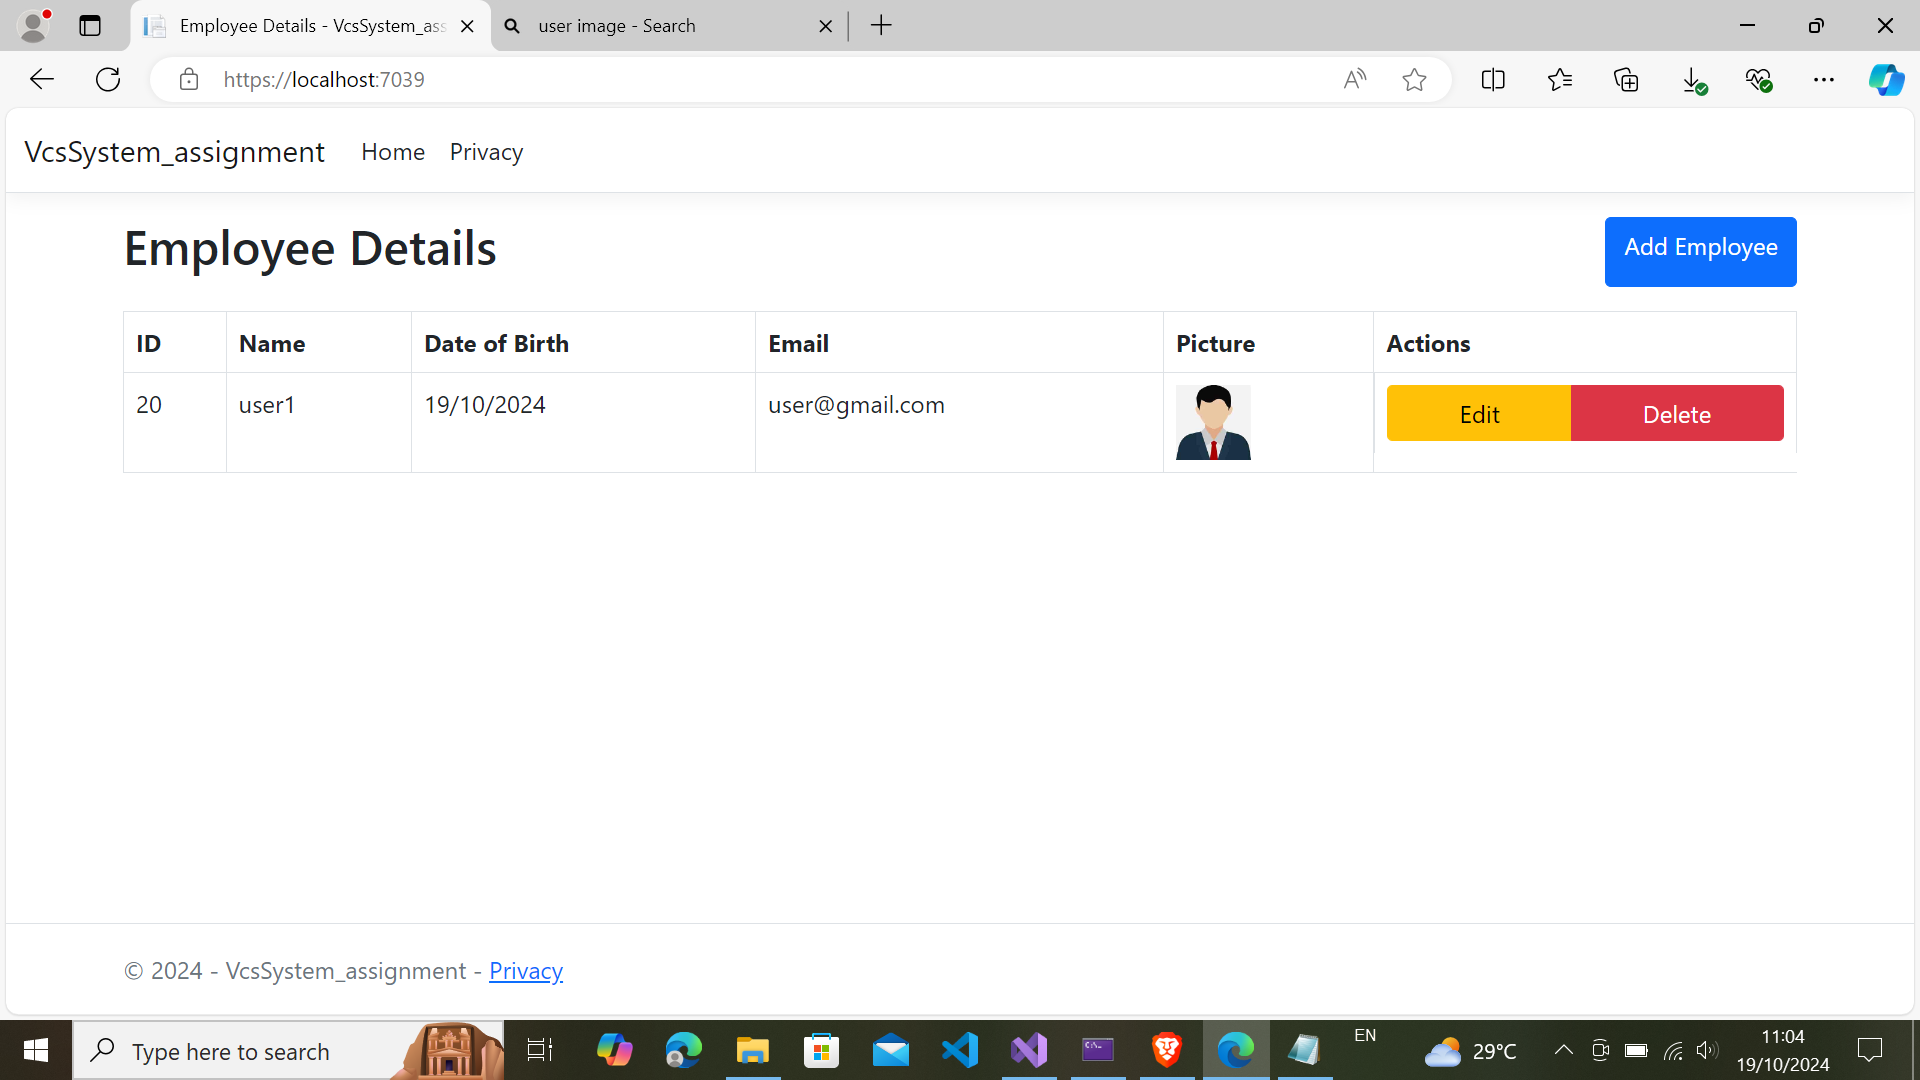 Employee Details - VcsSystem_ass
user image - Search
https://localhost:7039
VcsSystem_assignment Home Privacy
Employee Details
Add Employee
ID Name Date of Birth Email Picture Actions
20 user1 19/10/2024 user@gmail.com Edit Delete
© 2024 - VcsSystem_assignment - Privacy
Type here to search
EN
29°C
11:04
19/10/2024